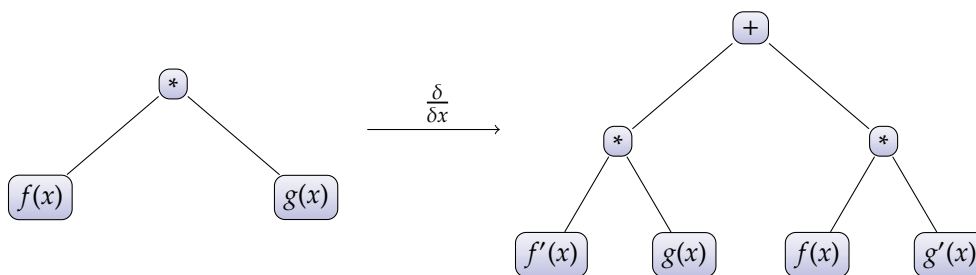 +
*
δ
δx
*
*
f(x)
g(x)
f′(x)
g(x)
f(x)
g′(x)